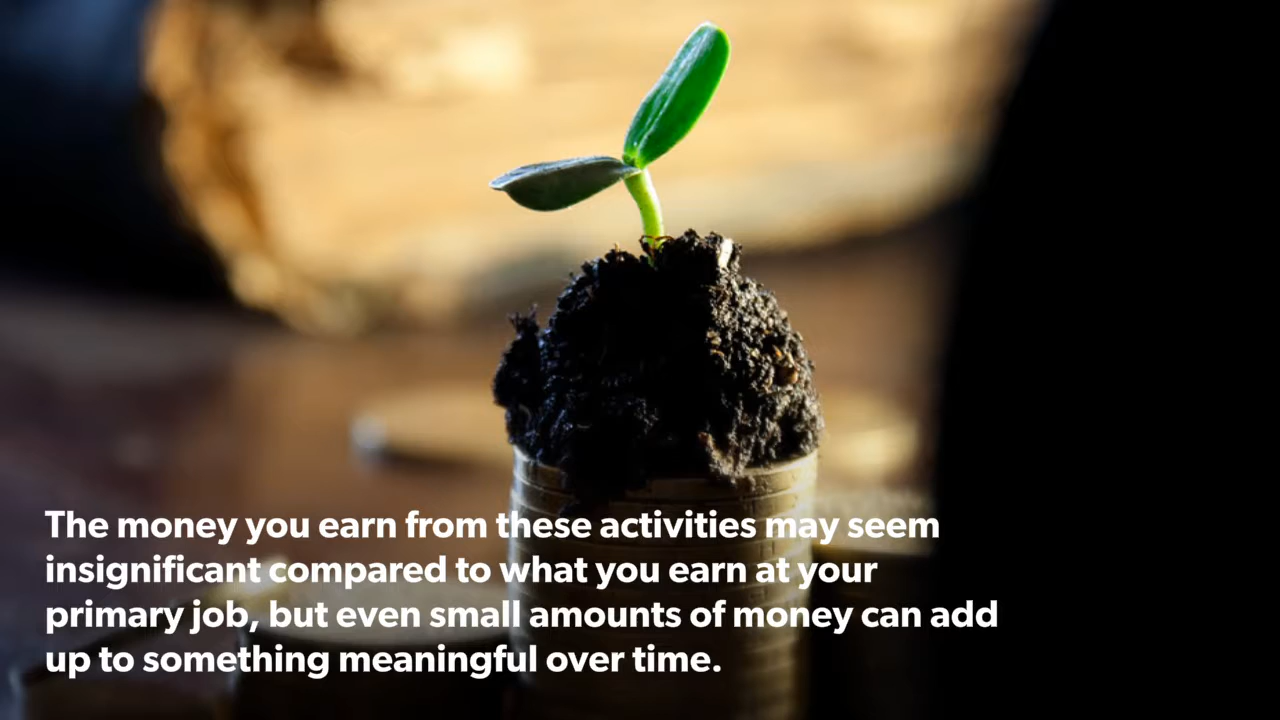 The money you earn from these activities may seem
insignificant compared to what you earn at your
primary job, but even small amounts of money can add
up to something meaningful over time.